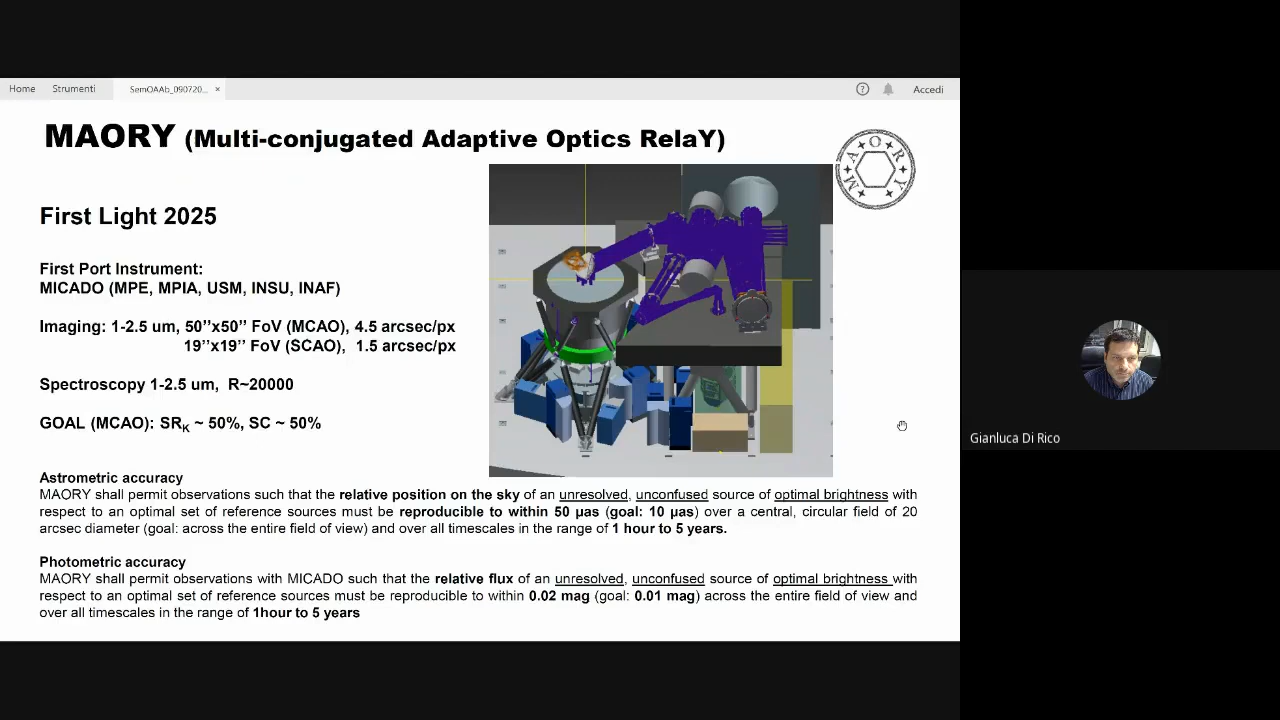 Home Strumenti SemOAAb_090720... × ? Accedi
MAORY (Multi-conjugated Adaptive Optics RelaY)
MAORY
First Light 2025
First Port Instrument:
MICADO (MPE, MPIA, USM, INSU, INAF)
Imaging: 1-2.5 um, 50’’x50’’ FoV (MCAO), 4.5 arcsec/px
19’’x19’’ FoV (SCAO), 1.5 arcsec/px
Spectroscopy 1-2.5 um, R~20000
GOAL (MCAO): SRK ~ 50%, SC ~ 50%
Astrometric accuracy
MAORY shall permit observations such that the relative position on the sky of an unresolved, unconfused source of optimal brightness with
respect to an optimal set of reference sources must be reproducible to within 50 µas (goal: 10 µas) over a central, circular field of 20
arcsec diameter (goal: across the entire field of view) and over all timescales in the range of 1 hour to 5 years.
Photometric accuracy
MAORY shall permit observations with MICADO such that the relative flux of an unresolved, unconfused source of optimal brightness with
respect to an optimal set of reference sources must be reproducible to within 0.02 mag (goal: 0.01 mag) across the entire field of view and
over all timescales in the range of 1hour to 5 years
Gianluca Di Rico